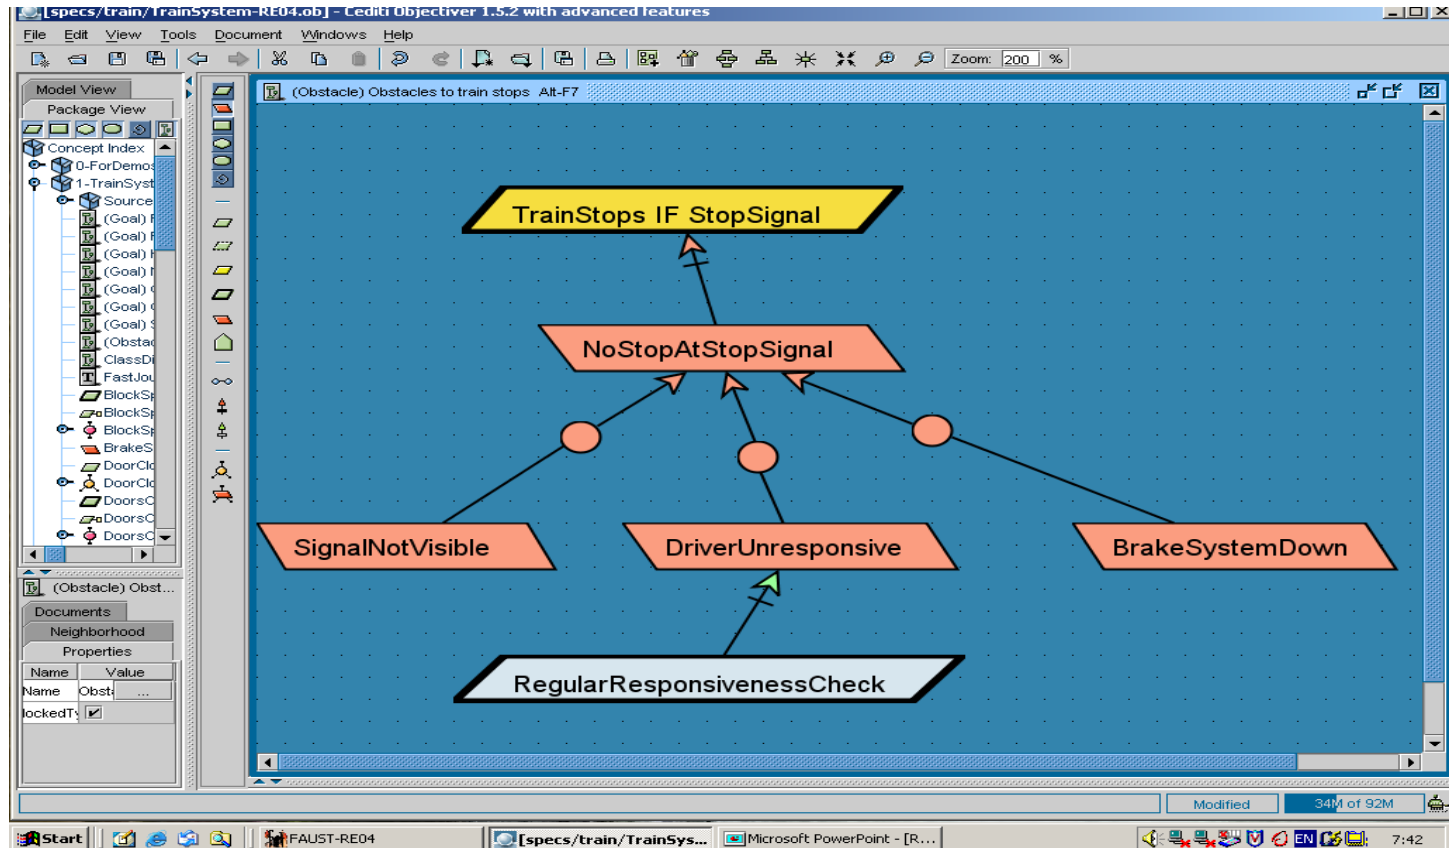 [specs/train/TrainSystem-RE04.ob] - Cediti Objectiver 1.5.2 with advanced features
File Edit View Tools Document Windows Help
Zoom: 200 %
Model View
Package View
(Obstacle) Obstacles to train stops Alt-F7
Concept Index
0-ForDemos
1-TrainSyst
Source
(Goal) F
(Goal) F
(Goal) H
(Goal) M
(Goal) C
(Goal) C
(Goal) S
(Obstac
ClassDi
FastJou
BlockSp
BlockSp
BlockSp
BrakeS
DoorClo
DoorClo
DoorsC
DoorsC
DoorsC
TrainStops IF StopSignal
NoStopAtStopSignal
SignalNotVisible
DriverUnresponsive
BrakeSystemDown
RegularResponsivenessCheck
(Obstacle) Obst...
Documents
Neighborhood
Properties
Name Value
Name Obsta ...
lockedTy
Modified 34M of 92M
Start FAUST-RE04 [specs/train/TrainSys... Microsoft PowerPoint - [R... EN 7:42